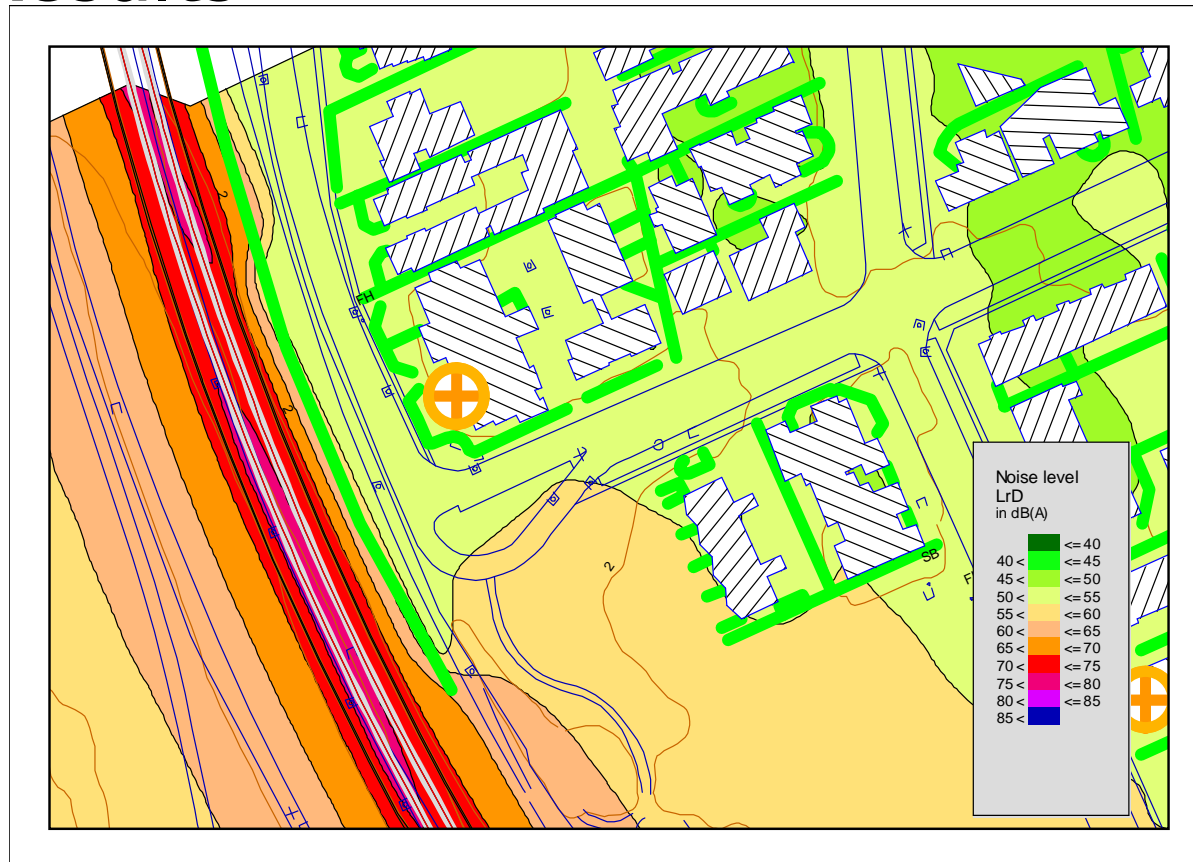 FH
2
2
2
SB
Noise level
LrD
in dB(A)
<=40
40< <=45
45< <=50
50< <=55
55< <=60
60< <=65
65< <=70
70< <=75
75< <=80
80< <=85
85<